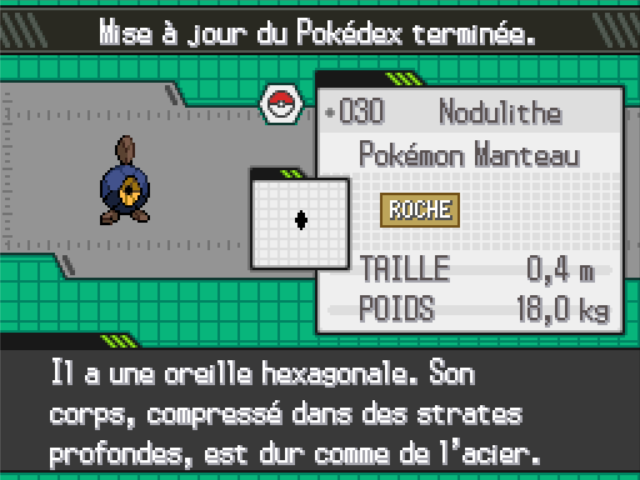 Mise à jour du Pokédex terminée.
030 Nodulithe
Pokémon Manteau
ROCHE
TAILLE 0,4 m
POIDS 18,0 kg
Il a une oreille hexagonale. Son
corps, compressé dans des strates
profondes, est dur comme de l'acier.